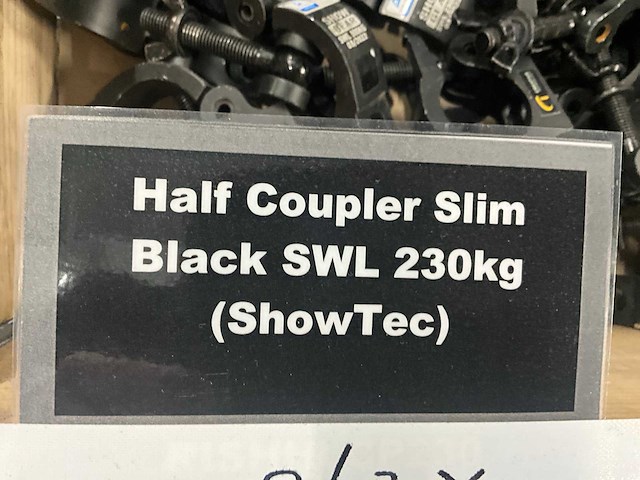 Half Coupler Slim
Black SWL 230kg
(ShowTec)